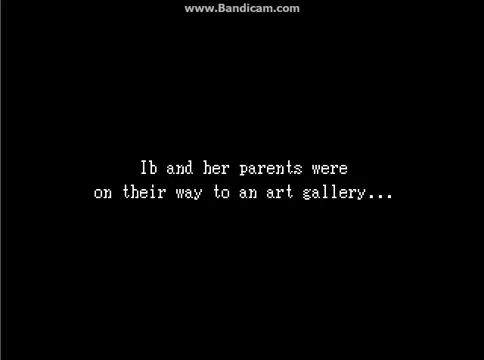 www.Bandicam.com
Ib and her parents were
on their way to an art gallery...